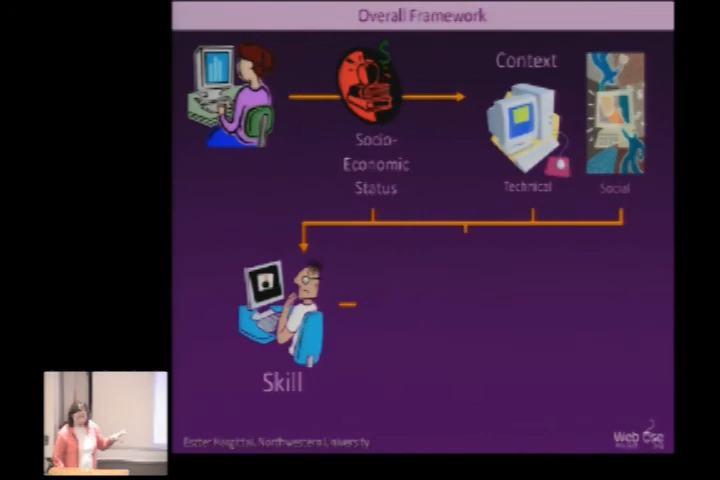 Overall Framework
$
Context
Socio-
Economic
Status
Technical
Social
Skill
Eszter Hargittai, Northwestern University
Web Use